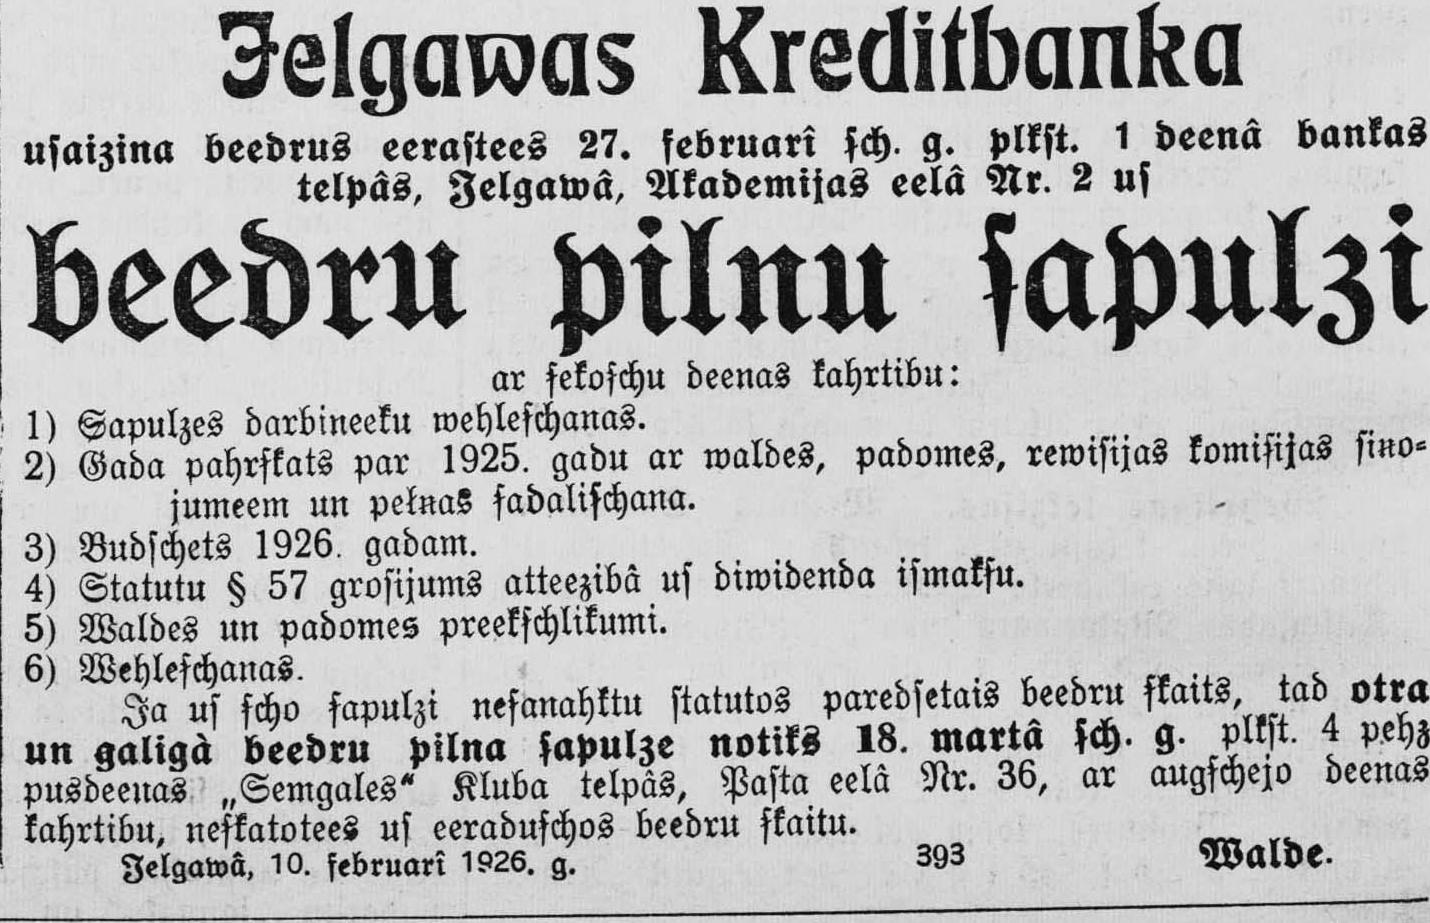 Jelgawas Kreditbanka
uſaizina beedrus eeraſtees 27. februarî ſch. g. plkſt. 1 deenâ bankas
telpâs, Jelgawâ, Akademijas eelâ Nr. 2 uſ
beedru pilnu ſapulzi
ar ſekoſchu deenas kahrtibu:
1) Sapulzes darbineeku wehleſchanas.
2) Gada pahrſkats par 1925. gadu ar waldes, padomes, rewiſijas komiſijas ſino⸗
jumeem un pełnas ſadaliſchana.
3) Budſchets 1926. gadam.
4) Statutu § 57 groſijums atteezibâ uſ diwidenda iſmakſu.
5) Waldes un padomes preekſchlikumi.
6) Wehleſchanas.
Ja uſ ſcho ſapulzi neſanahktu ſtatutos paredſetais beedru ſkaits, tad otra
un galigà beedru pilna ſapulze notiks 18. martâ ſch. g. plkſt. 4 pehz
pusdeenas, „Semgales“ Kluba telpâs, Paſta eelâ Nr. 36, ar augſchejo deenas
kahrtibu, neſkatotees uſ eeraduſchos beedru ſkaitu.
Jelgawâ, 10. februarî 1926. g. 393 Walde.